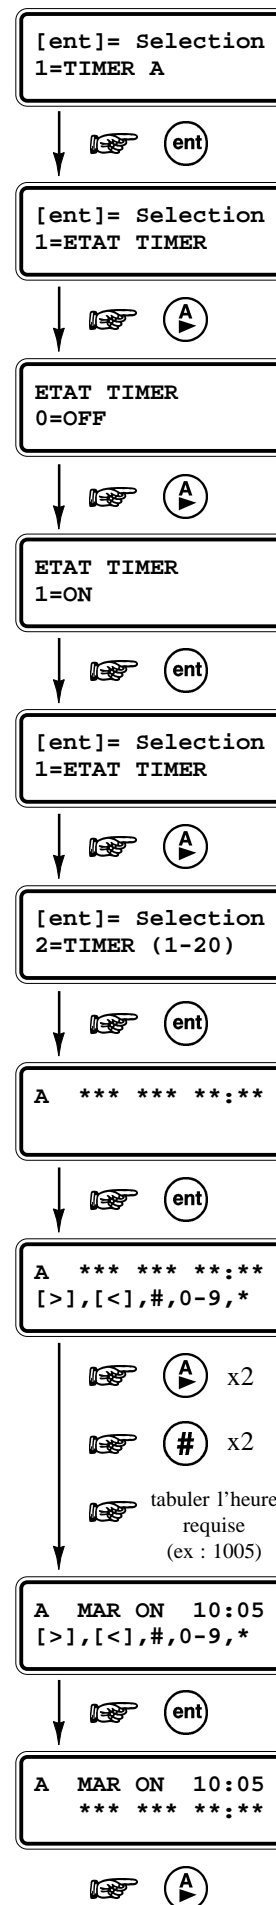 [ent]= Selection
1=TIMER A
ent
[ent]= Selection
1=ETAT TIMER
A
ETAT TIMER
0=OFF
A
ETAT TIMER
1=ON
ent
[ent]= Selection
1=ETAT TIMER
A
[ent]= Selection
2=TIMER (1-20)
ent
A *** *** **:**
ent
A *** *** **:**
[>],[<],#,0-9,*
A x2
# x2
tabuler l'heure
requise
(ex : 1005)
A MAR ON 10:05
[>],[<],#,0-9,*
ent
A MAR ON 10:05
*** *** **:**
A